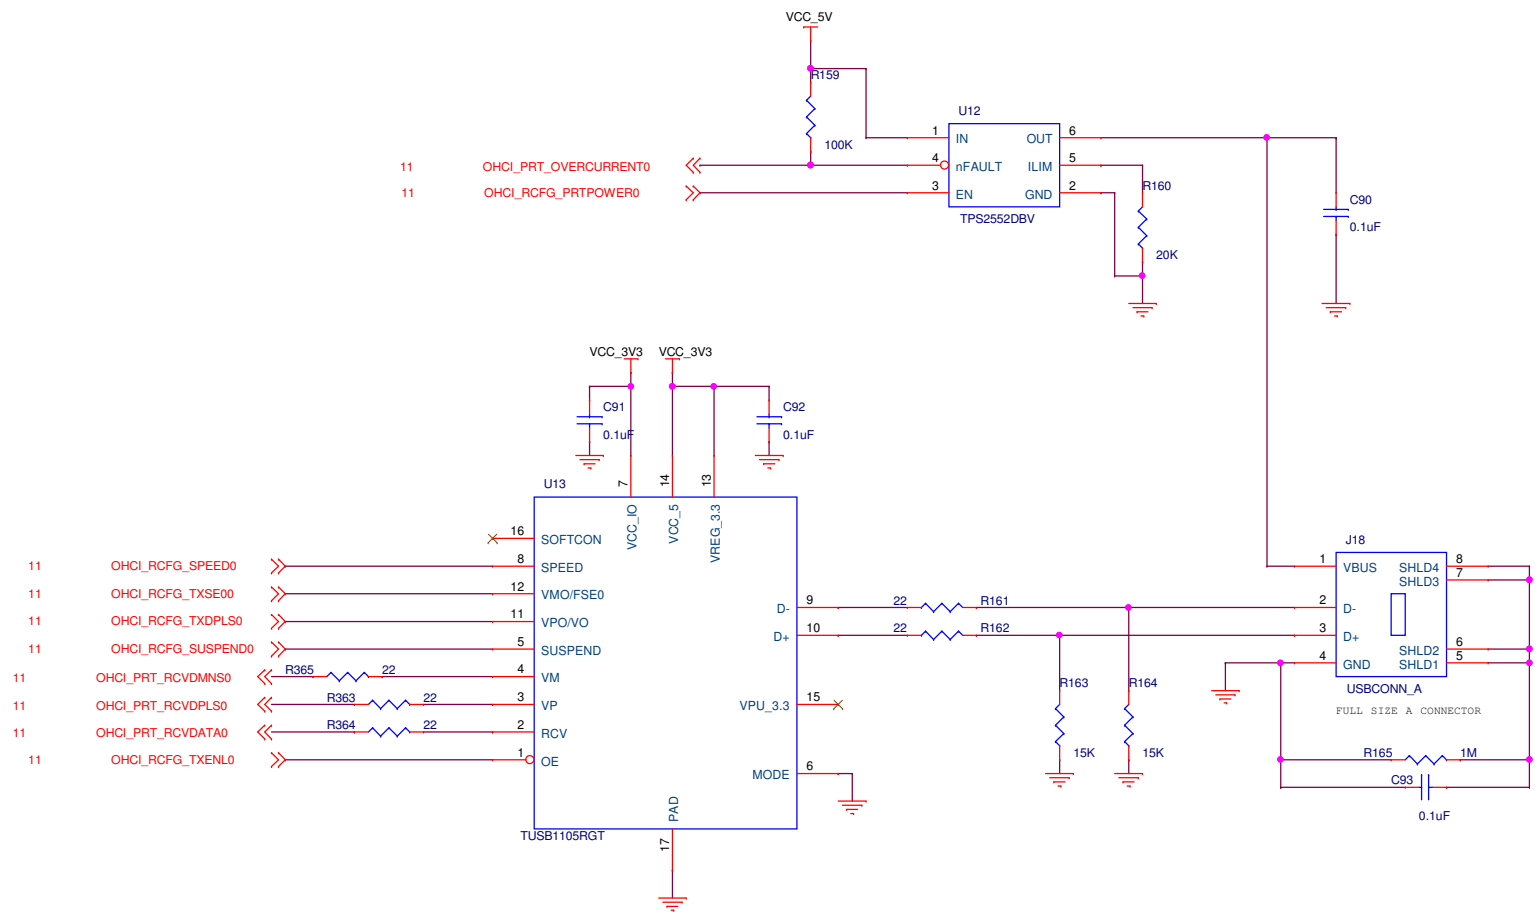 VCC_5V
R159
100K
U12
1 IN OUT 6
11 OHCI_PRT_OVERCURRENT0 4 nFAULT ILIM 5
11 OHCI_RCFG_PRTPOWER0 3 EN GND 2
TPS2552DBV
R160
20K
C90
0.1uF
VCC_3V3 VCC_3V3
C91
0.1uF
C92
0.1uF
U13
7 14 13
VCC_IO VCC_5 VREG_3.3
16 SOFTCON
11 OHCI_RCFG_SPEED0 8 SPEED
11 OHCI_RCFG_TXSE00 12 VMO/FSE0
11 OHCI_RCFG_TXDPLS0 11 VPO/VO
11 OHCI_RCFG_SUSPEND0 5 SUSPEND
11 OHCI_PRT_RCVDMNS0 R365 22 4 VM
11 OHCI_PRT_RCVDPLS0 R363 22 3 VP
11 OHCI_PRT_RCVDATA0 R364 22 2 RCV
11 OHCI_RCFG_TXENL0 1 OE
D- 9 22 R161
D+ 10 22 R162
VPU_3.3 15
MODE 6
PAD
17
TUSB1105RGT
R163
15K
R164
15K
J18
1 VBUS SHLD4 8
SHLD3 7
2 D-
3 D+
SHLD2 6
4 GND SHLD1 5
USBCONN_A
FULL SIZE A CONNECTOR
R165 1M
C93
0.1uF